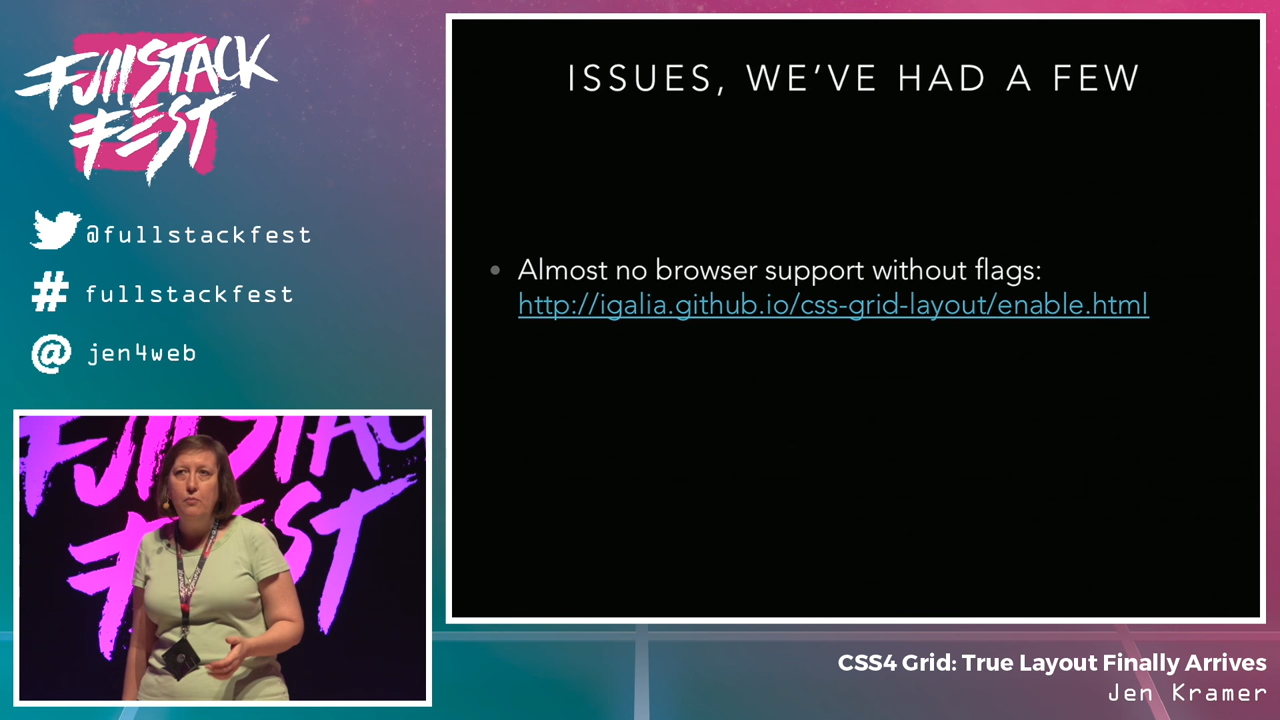 FullStack
Fest
@fullstackfest
# fullstackfest
@ jen4web
ISSUES, WE’VE HAD A FEW
• Almost no browser support without flags:
http://igalia.github.io/css-grid-layout/enable.html
CSS4 Grid: True Layout Finally Arrives
Jen Kramer